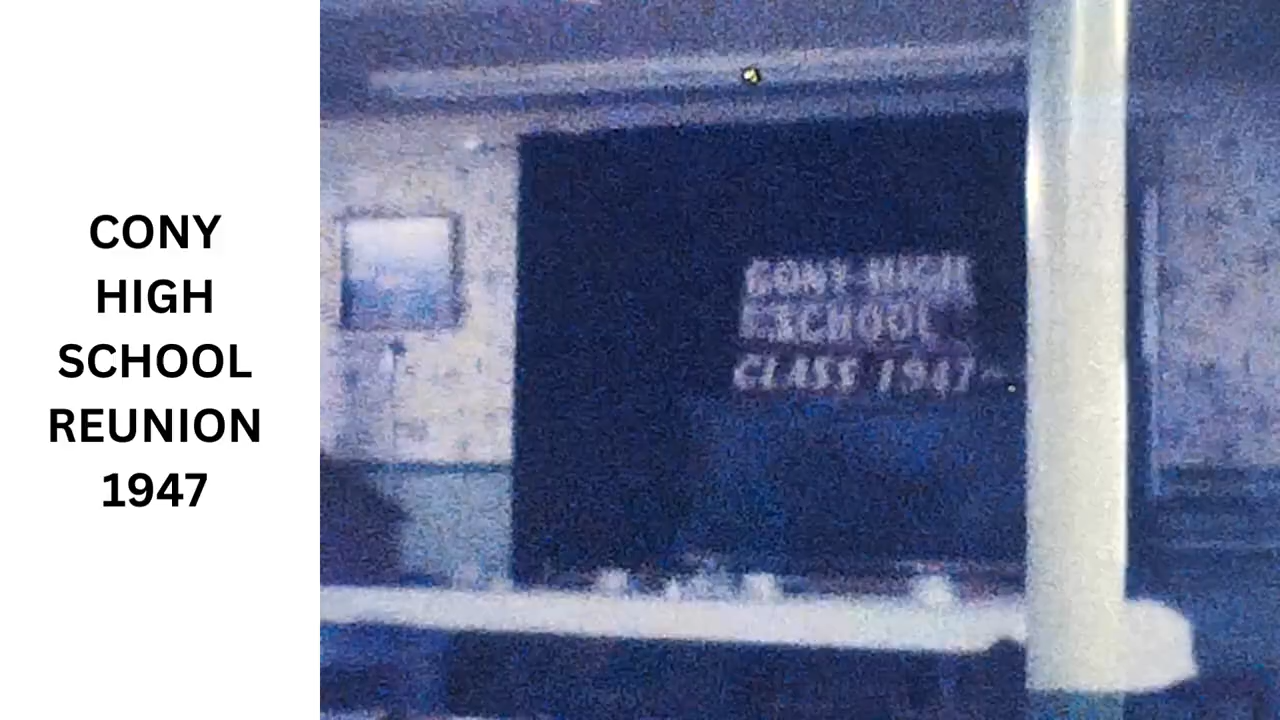 CONY
HIGH
SCHOOL
REUNION
1947
CONY HIGH
SCHOOL
CLASS 1947